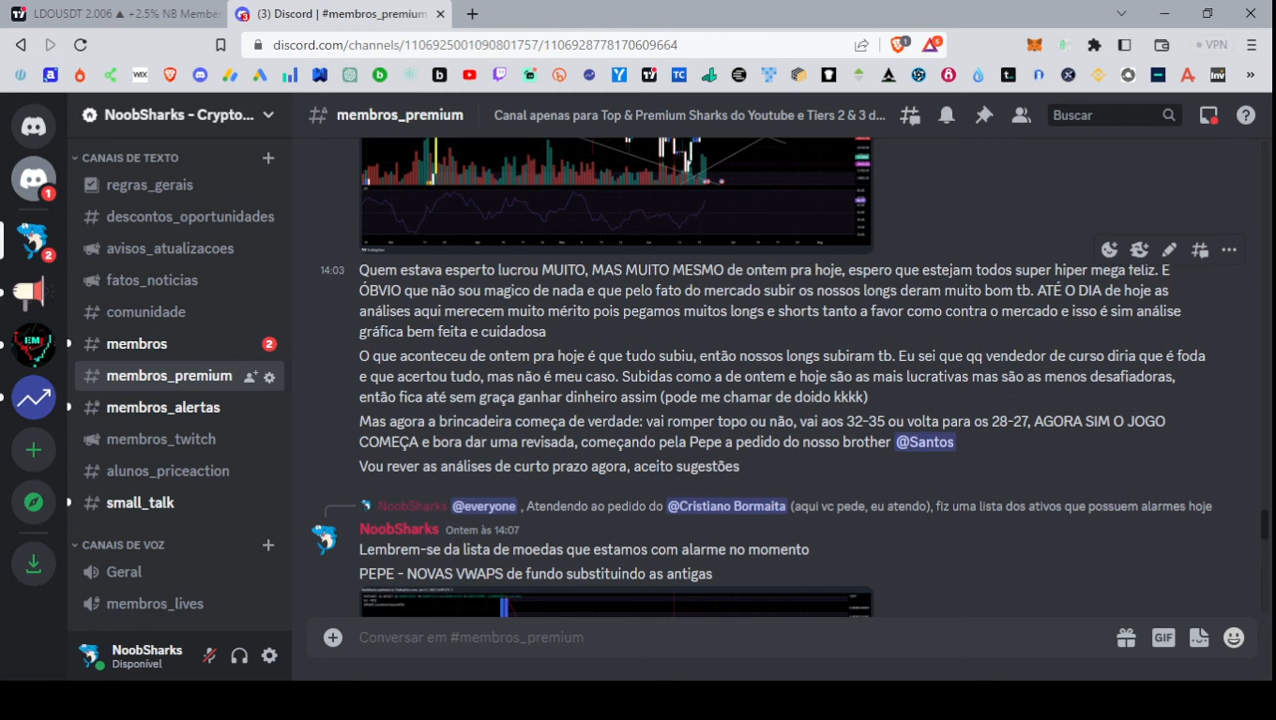 LDOUSDT 2.006 ▲ +2.5% NB Membe
(3) Discord | #membros_premium
discord.com/channels/1106925001090801757/1106928778170609664
VPN
NoobSharks - Crypto...
membros_premium
Canal apenas para Top & Premium Sharks do Youtube e Tiers 2 & 3 d...
Buscar
CANAIS DE TEXTO
regras_gerais
descontos_oportunidades
avisos_atualizacoes
fatos_noticias
comunidade
membros 2
membros_premium
membros_alertas
membros_twitch
alunos_priceaction
small_talk
CANAIS DE VOZ
Geral
membros_lives
NoobSharks
Disponível
14:03 Quem estava esperto lucrou MUITO, MAS MUITO MESMO de ontem pra hoje, espero que estejam todos super hiper mega feliz. E
ÓBVIO que não sou magico de nada e que pelo fato do mercado subir os nossos longs deram muito bom tb. ATÉ O DIA de hoje as
análises aqui merecem muito mérito pois pegamos muitos longs e shorts tanto a favor como contra o mercado e isso é sim análise
gráfica bem feita e cuidadosa
O que aconteceu de ontem pra hoje é que tudo subiu, então nossos longs subiram tb. Eu sei que qq vendedor de curso diria que é foda
e que acertou tudo, mas não é meu caso. Subidas como a de ontem e hoje são as mais lucrativas mas são as menos desafiadoras,
então fica até sem graça ganhar dinheiro assim (pode me chamar de doido kkkk)
Mas agora a brincadeira começa de verdade: vai romper topo ou não, vai aos 32-35 ou volta para os 28-27, AGORA SIM O JOGO
COMEÇA e bora dar uma revisada, começando pela Pepe a pedido do nosso brother @Santos
Vou rever as análises de curto prazo agora, aceito sugestões
NoobSharks @everyone , Atendendo ao pedido do @Cristiano Bormaita (aqui vc pede, eu atendo), fiz uma lista dos ativos que possuem alarmes hoje
NoobSharks Ontem às 14:07
Lembrem-se da lista de moedas que estamos com alarme no momento
PEPE - NOVAS VWAPS de fundo substituindo as antigas
Conversar em #membros_premium
GIF